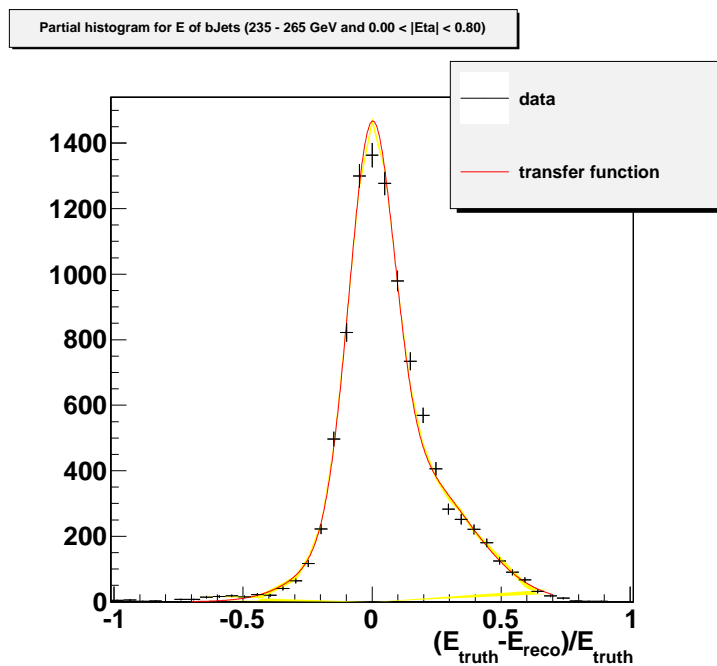 Partial histogram for E of bJets (235 - 265 GeV and 0.00 < |Eta| < 0.80)
data
transfer function
1400
1200
1000
800
600
400
200
0
-1 -0.5 0 0.5 1
(E_truth-E_reco)/E_truth